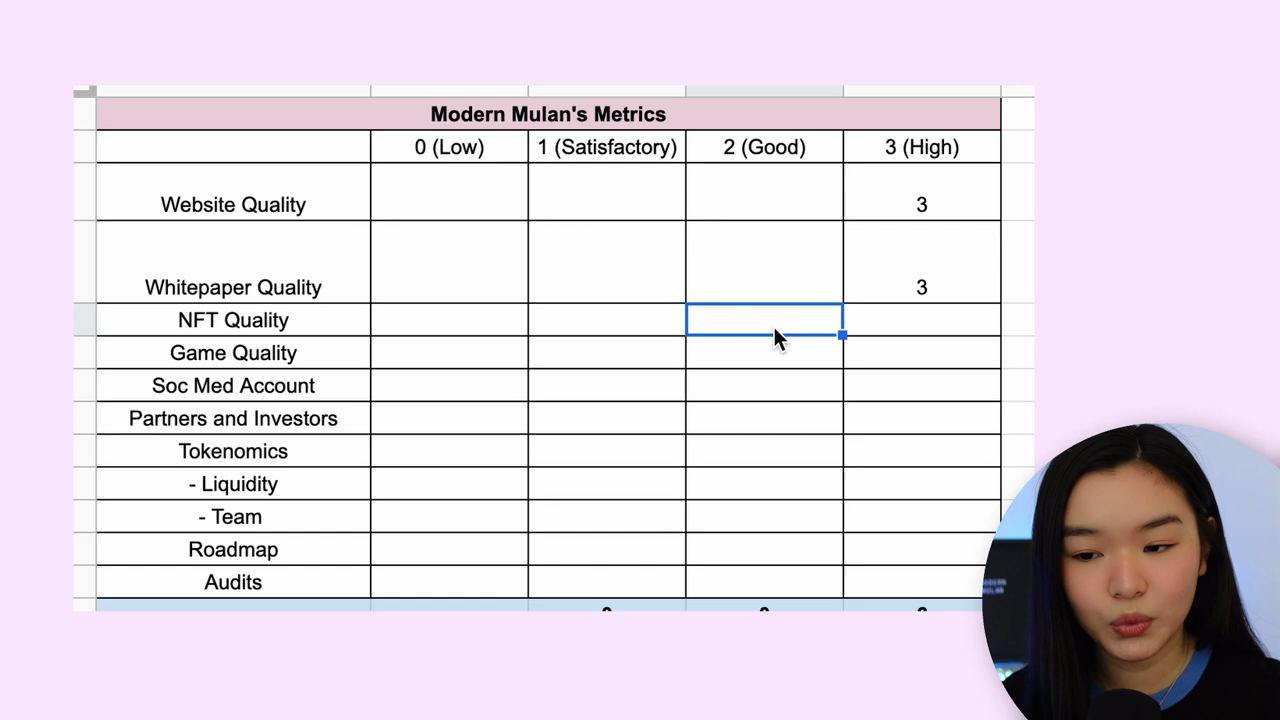 Modern Mulan's Metrics
0 (Low) 1 (Satisfactory) 2 (Good) 3 (High)
Website Quality 3
Whitepaper Quality 3
NFT Quality
Game Quality
Soc Med Account
Partners and Investors
Tokenomics
- Liquidity
- Team
Roadmap
Audits